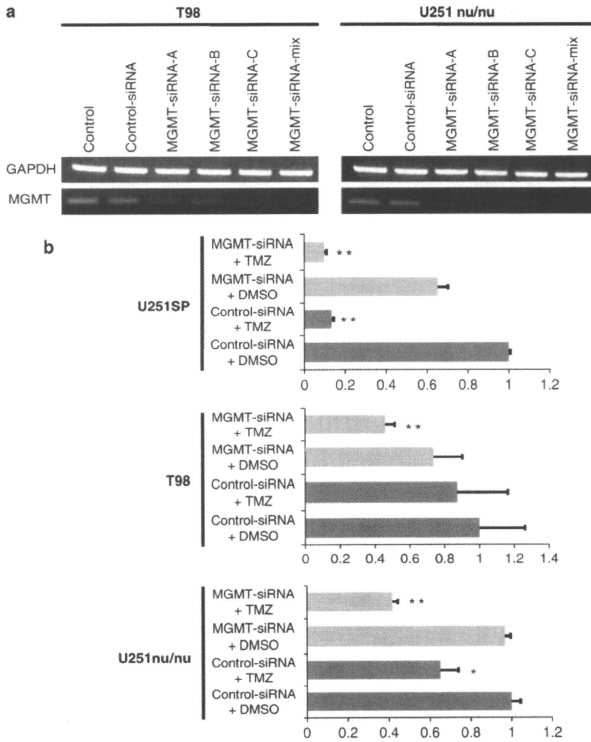 a
T98
U251 nu/nu
Control
Control-siRNA
MGMT-siRNA-A
MGMT-siRNA-B
MGMT-siRNA-C
MGMT-siRNA-mix
Control
Control-siRNA
MGMT-siRNA-A
MGMT-siRNA-B
MGMT-siRNA-C
MGMT-siRNA-mix
GAPDH
MGMT
b
U251SP
MGMT-siRNA
+ TMZ
**
MGMT-siRNA
+ DMSO
Control-siRNA
+ TMZ
**
Control-siRNA
+ DMSO
0 0.2 0.4 0.6 0.8 1 1.2
T98
MGMT-siRNA
+ TMZ
**
MGMT-siRNA
+ DMSO
Control-siRNA
+ TMZ
Control-siRNA
+ DMSO
0 0.2 0.4 0.6 0.8 1 1.2 1.4
U251nu/nu
MGMT-siRNA
+ TMZ
**
MGMT-siRNA
+ DMSO
Control-siRNA
+ TMZ
*
Control-siRNA
+ DMSO
0 0.2 0.4 0.6 0.8 1 1.2